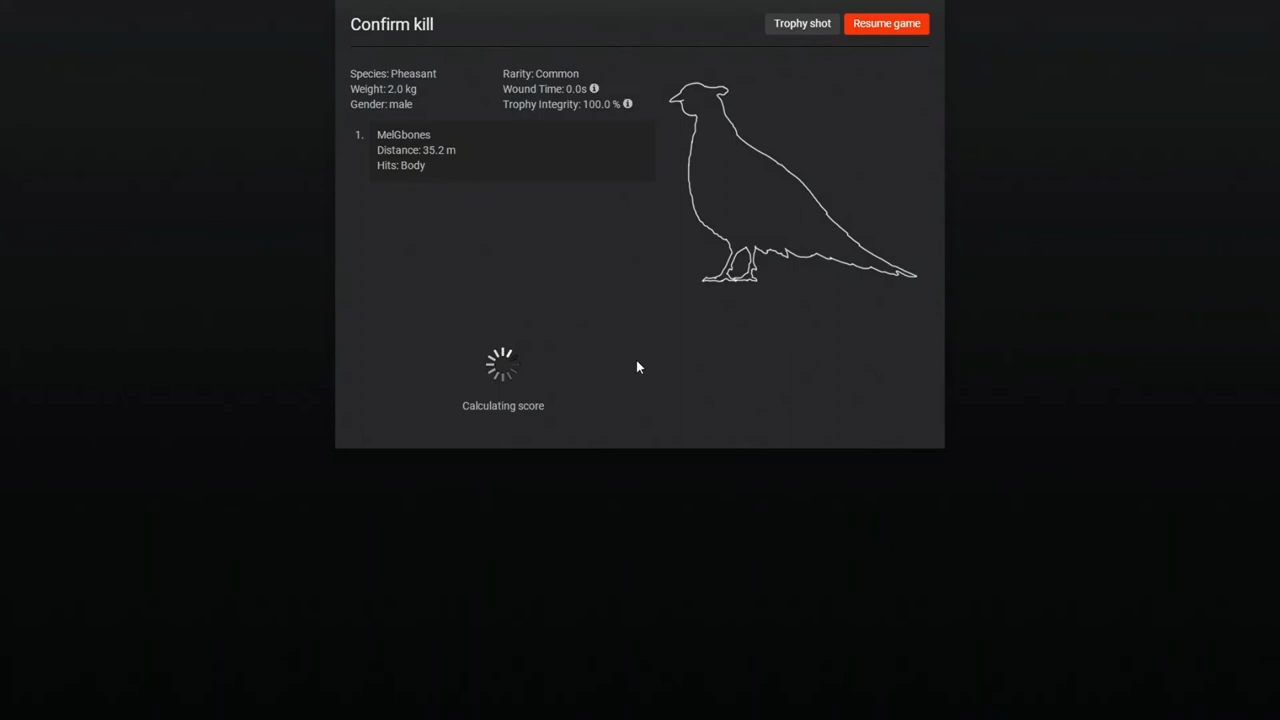 Confirm kill
Trophy shot
Resume game
Species: Pheasant
Weight: 2.0 kg
Gender: male
Rarity: Common
Wound Time: 0.0s
Trophy Integrity: 100.0 %
1. MelGbones
Distance: 35.2 m
Hits: Body
Calculating score